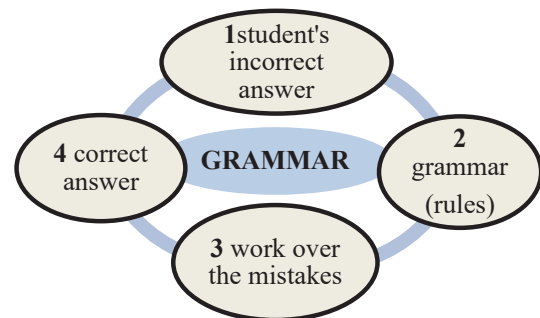 1student's
incorrect
answer
2
grammar
(rules)
3 work over
the mistakes
4 correct
answer
GRAMMAR